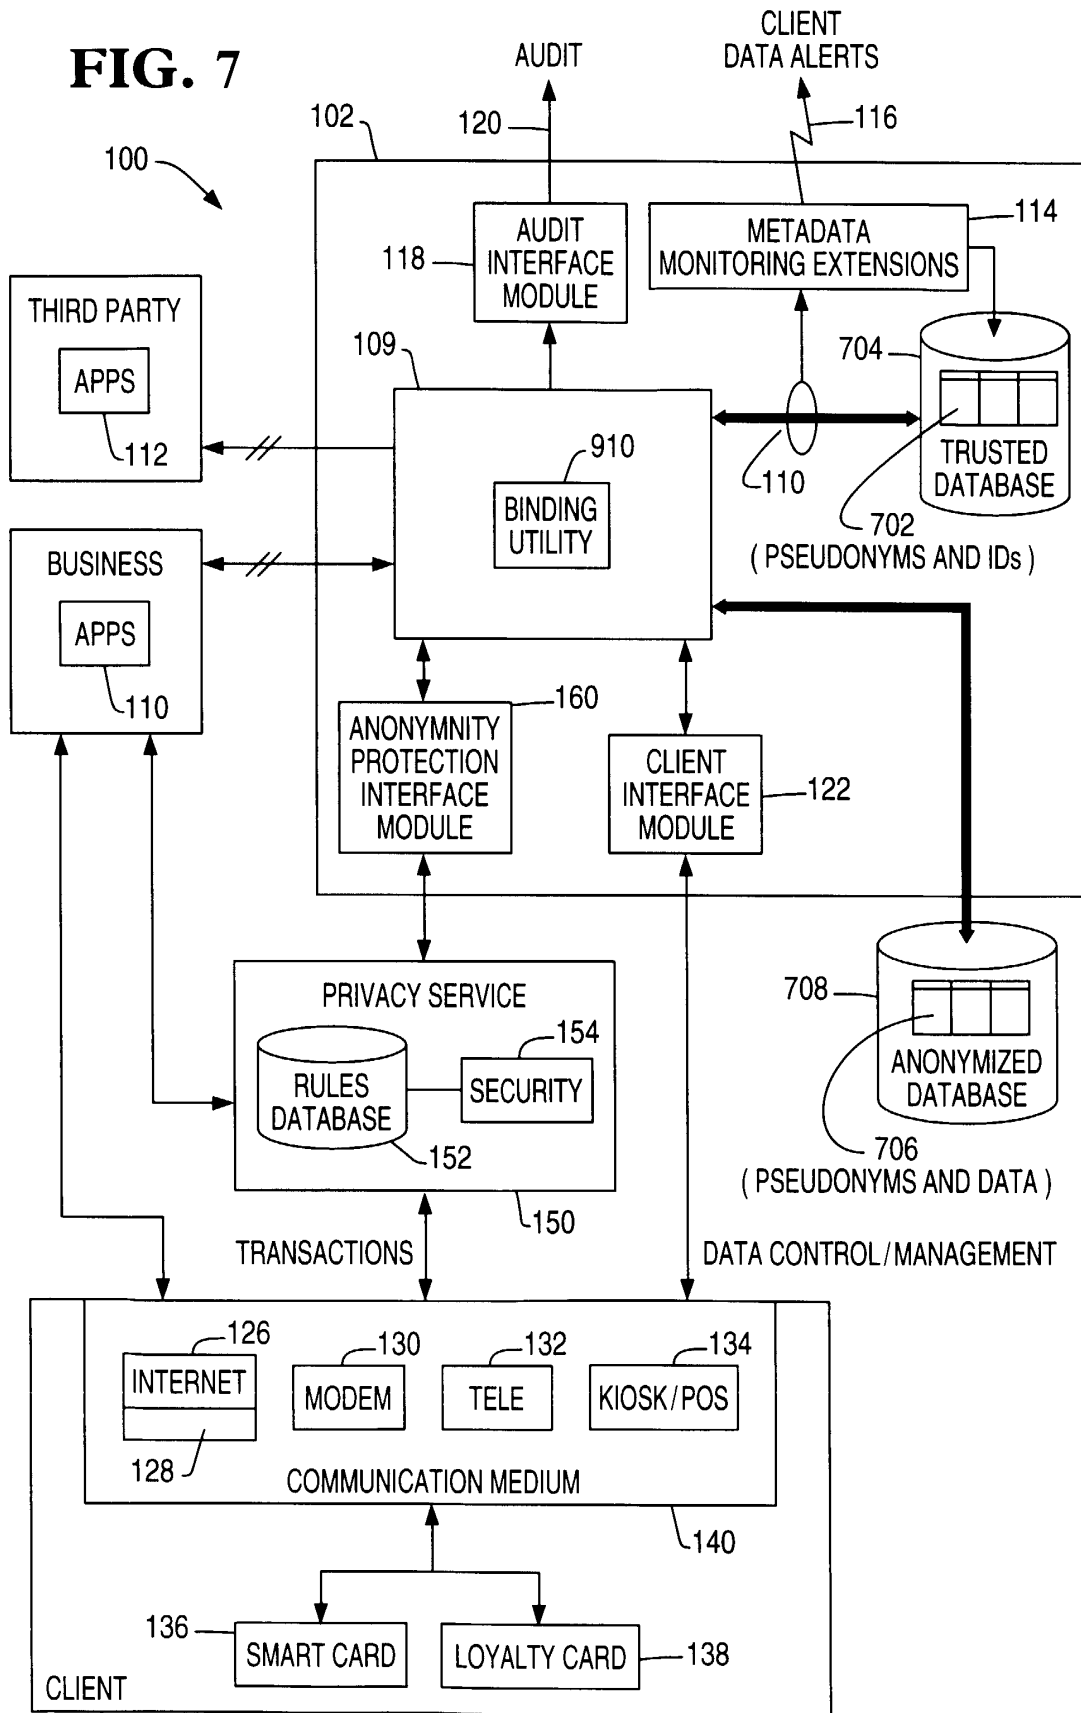 FIG. 7
AUDIT
CLIENT
DATA ALERTS
102
120
116
100
118
AUDIT
INTERFACE
MODULE
METADATA
MONITORING EXTENSIONS
114
THIRD PARTY
APPS
112
109
704
910
BINDING
UTILITY
110
TRUSTED
DATABASE
702
( PSEUDONYMS AND IDs )
BUSINESS
APPS
110
160
ANONYMNITY
PROTECTION
INTERFACE
MODULE
CLIENT
INTERFACE
MODULE
122
PRIVACY SERVICE
708
154
RULES
DATABASE
SECURITY
152
ANONYMIZED
DATABASE
706
( PSEUDONYMS AND DATA )
150
TRANSACTIONS
DATA CONTROL / MANAGEMENT
126
130
132
134
INTERNET
MODEM
TELE
KIOSK / POS
128
COMMUNICATION MEDIUM
140
136
SMART CARD
LOYALTY CARD
138
CLIENT